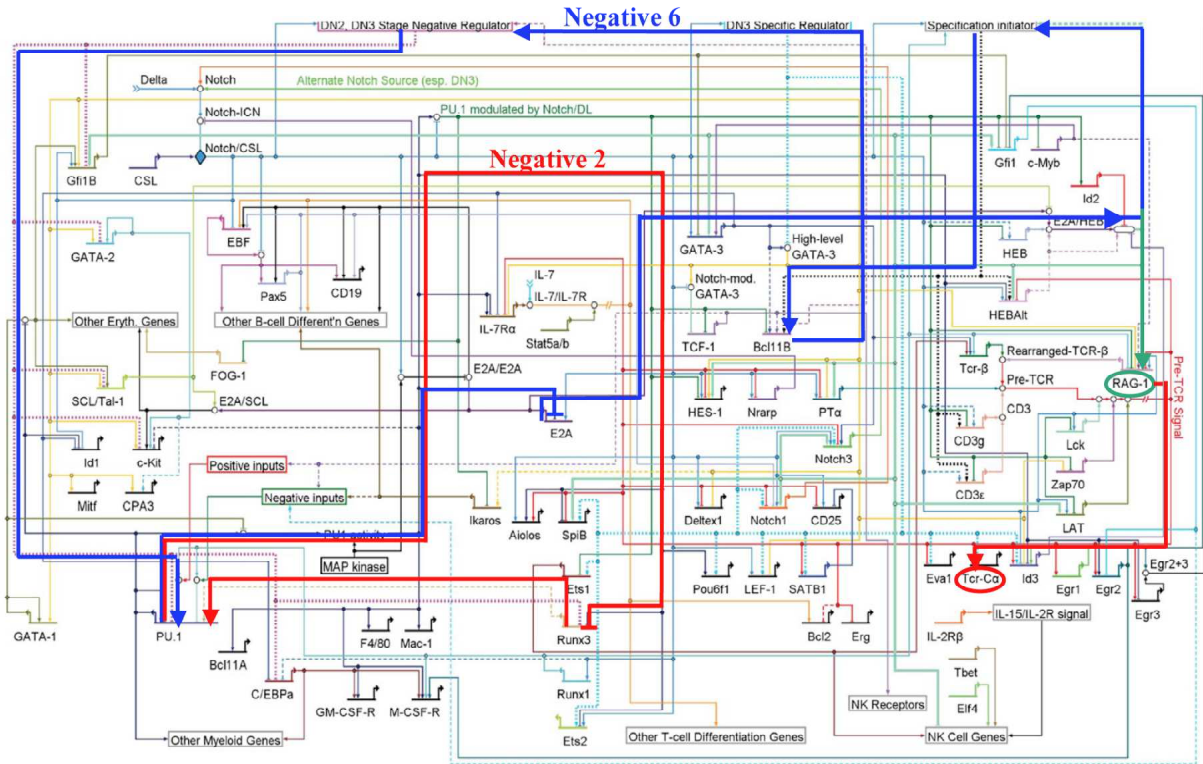 Negative 6
DN2, DN3 Stage Negative Regulator
DN3 Specific Regulator
Specification initiator
Delta
Notch
Alternate Notch Source (esp. DN3)
Notch-ICN
PU.1 modulated by Notch/DL
Notch/CSL
Negative 2
Gfi1B
CSL
Gfi1
c-Myb
Id2
GATA-2
EBF
GATA-3
High-level
GATA-3
HEB
E2A/HEB
Pax5
CD19
IL-7
IL-7/IL-7R
Notch-mod.
GATA-3
HEBAlt
Other Eryth. Genes
Other B-cell Different'n Genes
IL-7Rα
Stat5a/b
TCF-1
Bcl11B
Tcr-β
Rearranged-TCR-β
FOG-1
E2A/E2A
Pre-TCR
RAG-1
Pre-TCR Signal
SCL/Tal-1
E2A/SCL
E2A
HES-1
Nrarp
PTα
CD3
CD3g
Lck
Id1
c-Kit
Notch3
Positive inputs
Zap70
Negative inputs
CD3ε
Mitf
CPA3
Ikaros
Aiolos
SpiB
Deltex1
Notch1
CD25
LAT
MAP kinase
Ets1
Pou6f1
LEF-1
SATB1
Eva1
Tcr-Cα
Id3
Egr1
Egr2
Egr2+3
Egr3
GATA-1
PU.1
Bcl11A
F4/80
Mac-1
Runx3
Bcl2
Erg
IL-2Rβ
IL-15/IL-2R signal
C/EBPa
GM-CSF-R
M-CSF-R
Runx1
Tbet
NK Receptors
Elf4
Other Myeloid Genes
Ets2
Other T-cell Differentiation Genes
NK Cell Genes